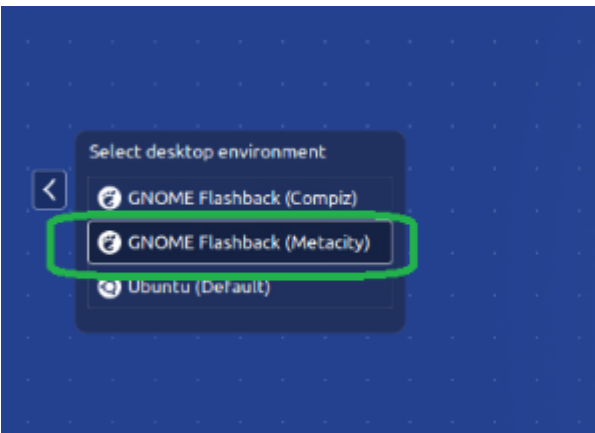 Select desktop environment
GNOME Flashback (Compiz)
GNOME Flashback (Metacity)
Ubuntu (Default)